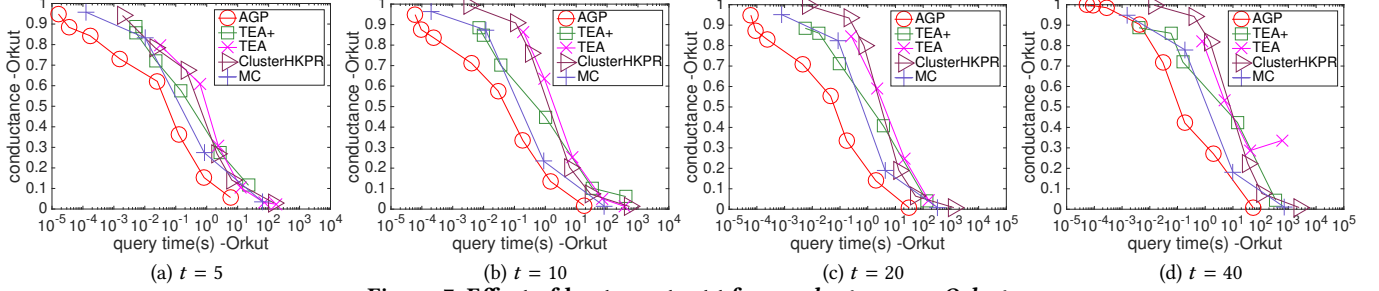 conductance -Orkut
1
0.9
0.8
0.7
0.6
0.5
0.4
0.3
0.2
0.1
0
10^-5 10^-4 10^-3 10^-2 10^-1 10^0 10^1 10^2 10^3 10^4
query time(s) -Orkut
AGP
TEA+
TEA
ClusterHKPR
MC
(a) t = 5
conductance -Orkut
1
0.9
0.8
0.7
0.6
0.5
0.4
0.3
0.2
0.1
0
10^-5 10^-4 10^-3 10^-2 10^-1 10^0 10^1 10^2 10^3 10^4
query time(s) -Orkut
AGP
TEA+
TEA
ClusterHKPR
MC
(b) t = 10
conductance -Orkut
1
0.9
0.8
0.7
0.6
0.5
0.4
0.3
0.2
0.1
0
10^-5 10^-4 10^-3 10^-2 10^-1 10^0 10^1 10^2 10^3 10^4 10^5
query time(s) -Orkut
AGP
TEA+
TEA
ClusterHKPR
MC
(c) t = 20
conductance -Orkut
1
0.9
0.8
0.7
0.6
0.5
0.4
0.3
0.2
0.1
0
10^-5 10^-4 10^-3 10^-2 10^-1 10^0 10^1 10^2 10^3 10^4 10^5
query time(s) -Orkut
AGP
TEA+
TEA
ClusterHKPR
MC
(d) t = 40